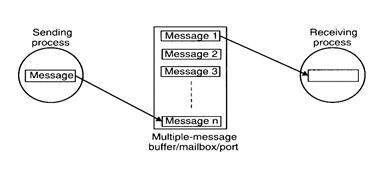 Sending
process
Message
Message 1
Message 2
Message 3
Message n
Multiple-message
buffer/mailbox/port
Receiving
process